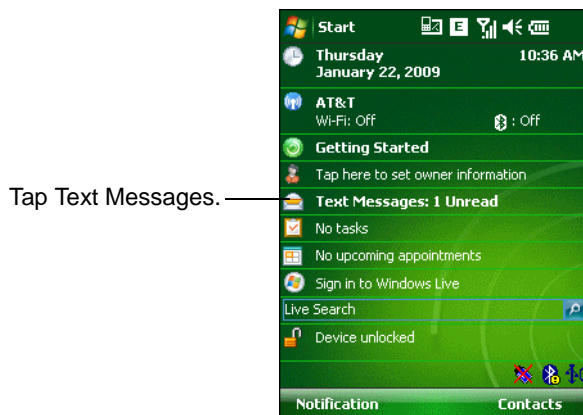 Start E
Thursday 10:36 AM
January 22, 2009
AT&T
Wi-Fi: Off : Off
Getting Started
Tap here to set owner information
Tap Text Messages.
Text Messages: 1 Unread
No tasks
No upcoming appointments
Sign in to Windows Live
Live Search
Device unlocked
Notification Contacts